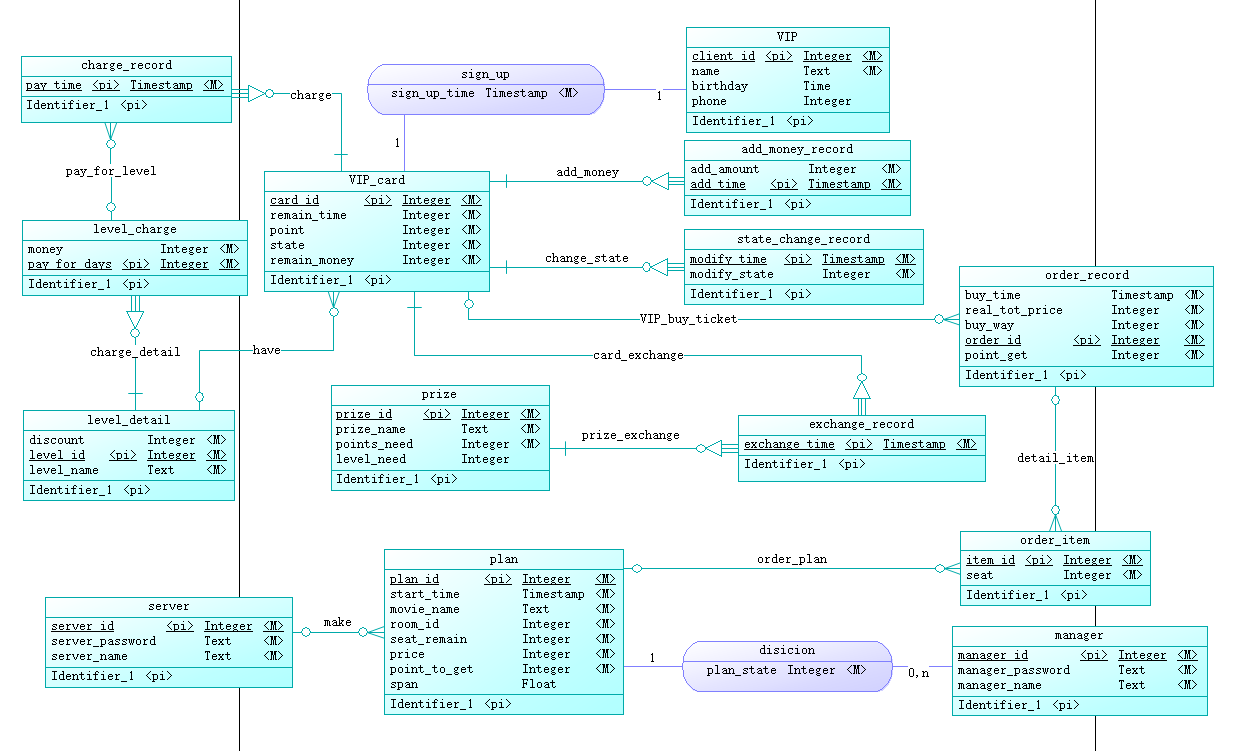 charge_record
pay_time <pi> Timestamp <M>
Identifier_1 <pi>
charge
sign_up
sign_up_time Timestamp <M>
1
1
VIP
client_id <pi> Integer <M>
name Text <M>
birthday Time
phone Integer
Identifier_1 <pi>
pay_for_level
add_money_record
add_amount Integer <M>
add_time <pi> Timestamp <M>
Identifier_1 <pi>
add_money
VIP_card
card_id <pi> Integer <M>
remain_time Integer <M>
point Integer <M>
state Integer <M>
remain_money Integer <M>
Identifier_1 <pi>
level_charge
money Integer <M>
pay_for_days <pi> Integer <M>
Identifier_1 <pi>
change_state
state_change_record
modify_time <pi> Timestamp <M>
modify_state Integer <M>
Identifier_1 <pi>
order_record
buy_time Timestamp <M>
real_tot_price Integer <M>
buy_way Integer <M>
order_id <pi> Integer <M>
point_get Integer <M>
Identifier_1 <pi>
VIP_buy_ticket
charge_detail
have
card_exchange
level_detail
discount Integer <M>
level_id <pi> Integer <M>
level_name Text <M>
Identifier_1 <pi>
prize
prize_id <pi> Integer <M>
prize_name Text <M>
points_need Integer <M>
level_need Integer
Identifier_1 <pi>
prize_exchange
exchange_record
exchange_time <pi> Timestamp <M>
Identifier_1 <pi>
detail_item
order_item
item_id <pi> Integer <M>
seat Integer <M>
Identifier_1 <pi>
order_plan
plan
plan_id <pi> Integer <M>
start_time Timestamp <M>
movie_name Text <M>
room_id Integer <M>
seat_remain Integer <M>
price Integer <M>
point_to_get Integer <M>
span Float
Identifier_1 <pi>
server
server_id <pi> Integer <M>
server_password Text <M>
server_name Text <M>
Identifier_1 <pi>
make
1
disicion
plan_state Integer <M>
0,n
manager
manager_id <pi> Integer <M>
manager_password Text <M>
manager_name Text <M>
Identifier_1 <pi>